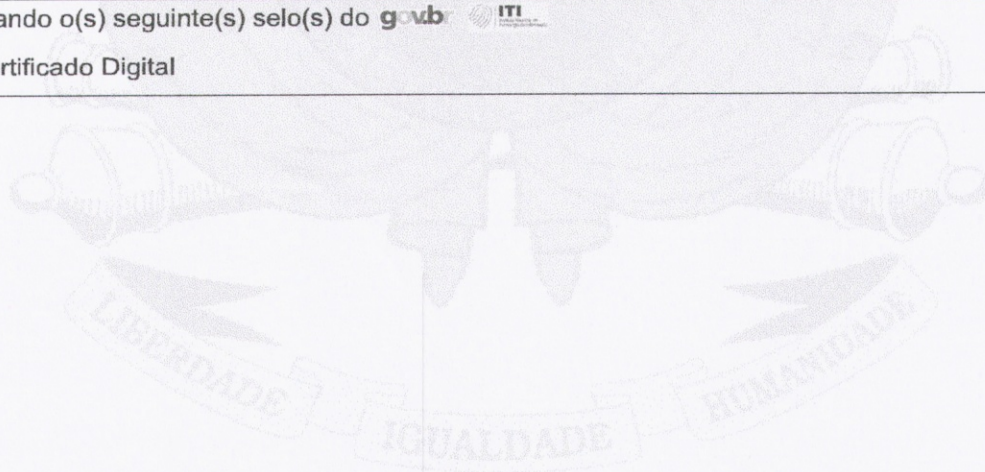 ando o(s) seguinte(s) selo(s) do gov.br ITI
rtificado Digital
LIBERDADE
IGUALDADE
HUMANIDADE